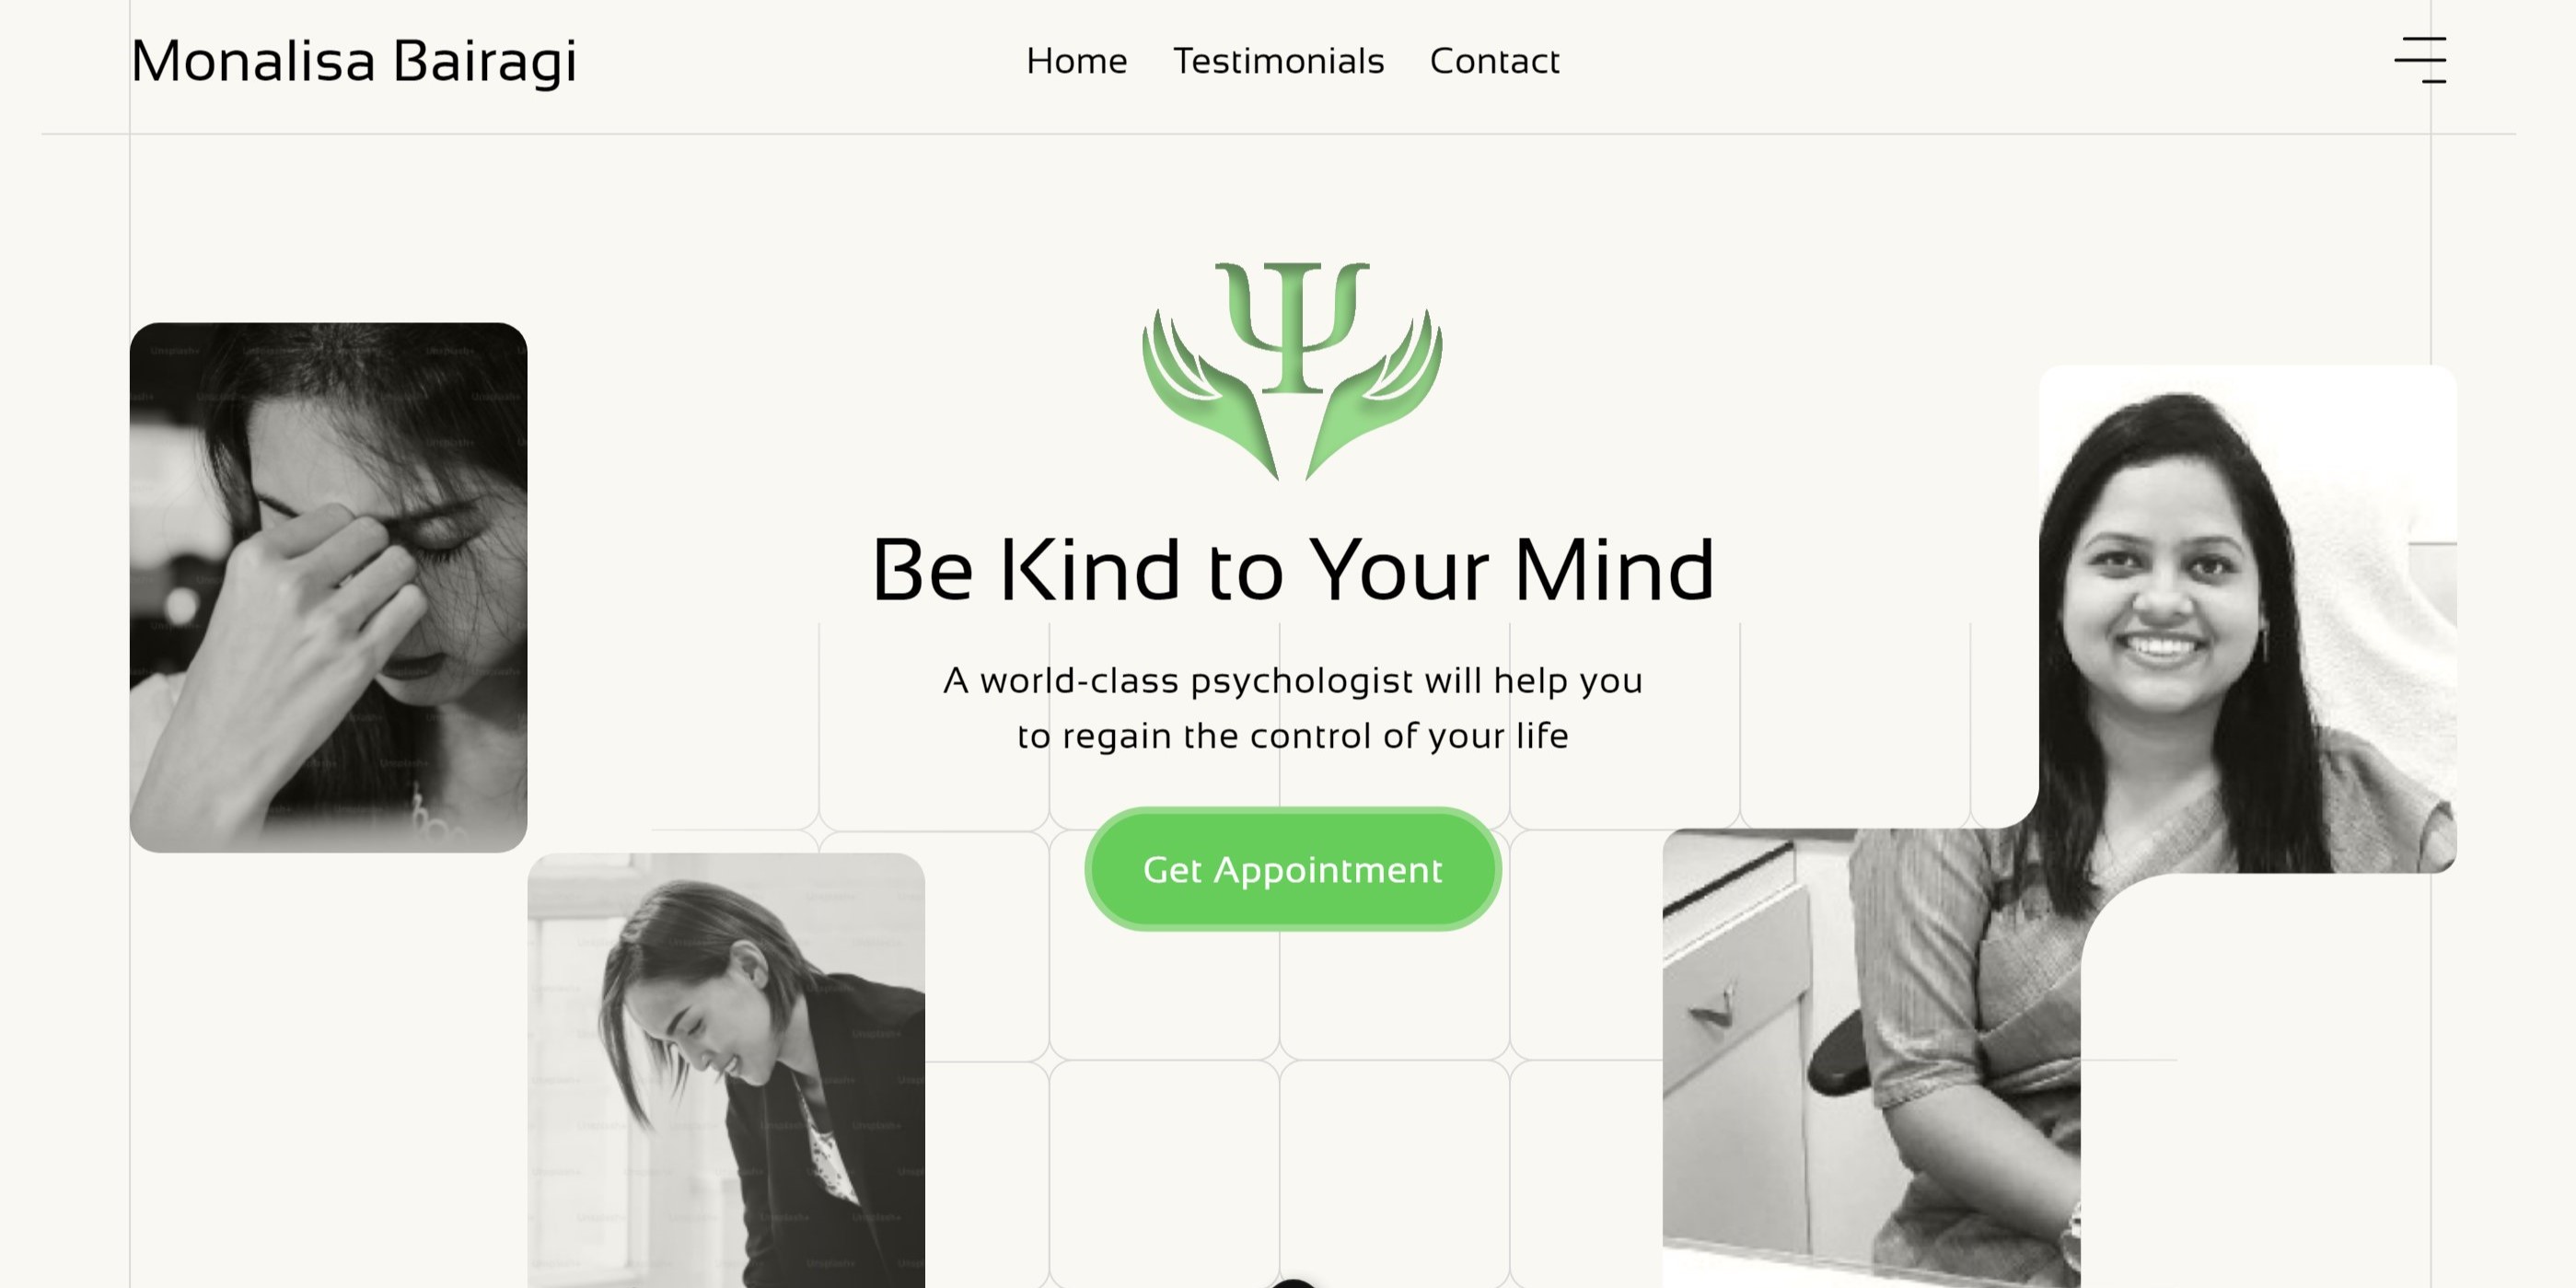 Monalisa Bairagi
Home Testimonials Contact
Ψ
Be Kind to Your Mind
A world-class psychologist will help you
to regain the control of your life
Get Appointment
Unsplash+